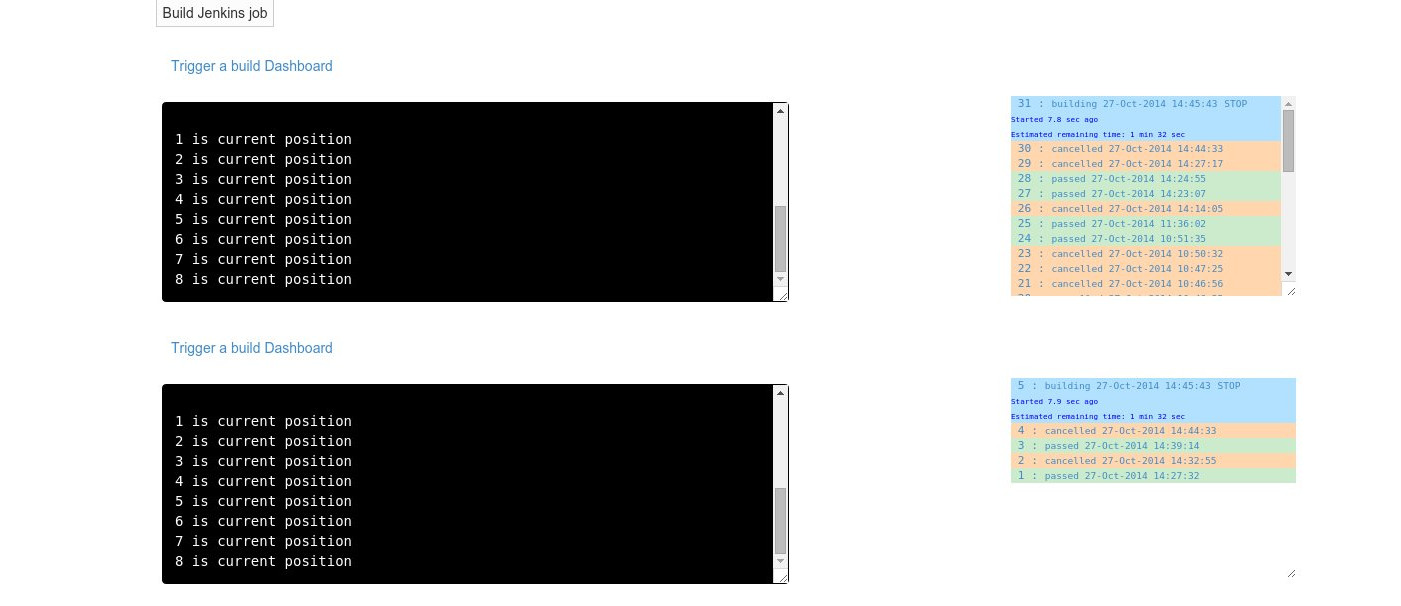 Build Jenkins job
Trigger a build Dashboard
1 is current position
2 is current position
3 is current position
4 is current position
5 is current position
6 is current position
7 is current position
8 is current position
31 : building 27-Oct-2014 14:45:43 STOP
Started 7.8 sec ago
Estimated remaining time: 1 min 32 sec
30 : cancelled 27-Oct-2014 14:44:33
29 : cancelled 27-Oct-2014 14:27:17
28 : passed 27-Oct-2014 14:24:55
27 : passed 27-Oct-2014 14:23:07
26 : cancelled 27-Oct-2014 14:14:05
25 : passed 27-Oct-2014 11:36:02
24 : passed 27-Oct-2014 10:51:35
23 : cancelled 27-Oct-2014 10:50:32
22 : cancelled 27-Oct-2014 10:47:25
21 : cancelled 27-Oct-2014 10:46:56
Trigger a build Dashboard
1 is current position
2 is current position
3 is current position
4 is current position
5 is current position
6 is current position
7 is current position
8 is current position
5 : building 27-Oct-2014 14:45:43 STOP
Started 7.9 sec ago
Estimated remaining time: 1 min 32 sec
4 : cancelled 27-Oct-2014 14:44:33
3 : passed 27-Oct-2014 14:39:14
2 : cancelled 27-Oct-2014 14:32:55
1 : passed 27-Oct-2014 14:27:32